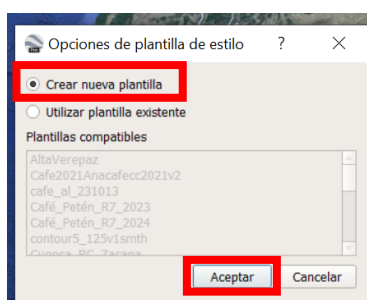 Opciones de plantilla de estilo ? ×
Crear nueva plantilla
Utilizar plantilla existente
Plantillas compatibles
AltaVerepaz
Cafe2021Anacafecc2021v2
cafe_al_231013
Café_Petén_R7_2023
Café_Petén_R7_2024
contour5_125v1smth
Cuenca_RC_Zacapa
Aceptar Cancelar